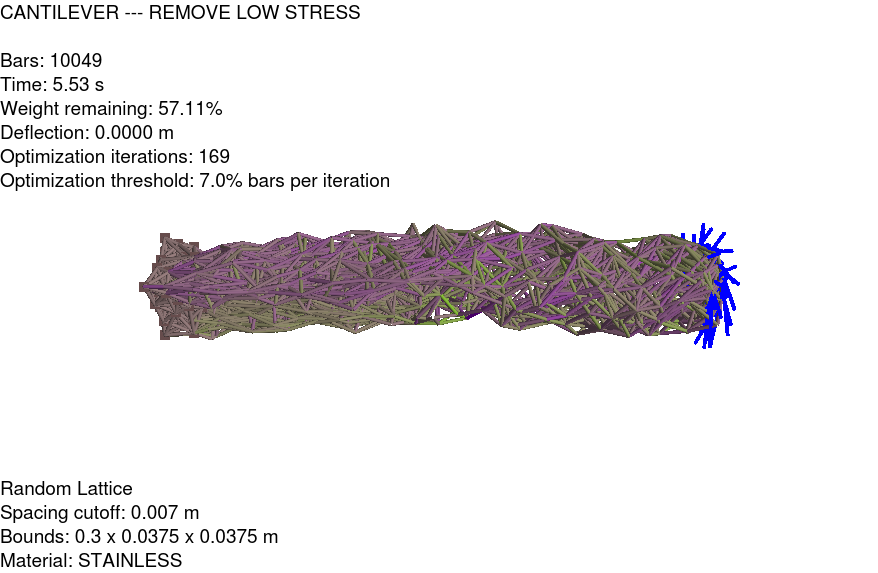 CANTILEVER --- REMOVE LOW STRESS
Bars: 10049
Time: 5.53 s
Weight remaining: 57.11%
Deflection: 0.0000 m
Optimization iterations: 169
Optimization threshold: 7.0% bars per iteration
Random Lattice
Spacing cutoff: 0.007 m
Bounds: 0.3 x 0.0375 x 0.0375 m
Material: STAINLESS